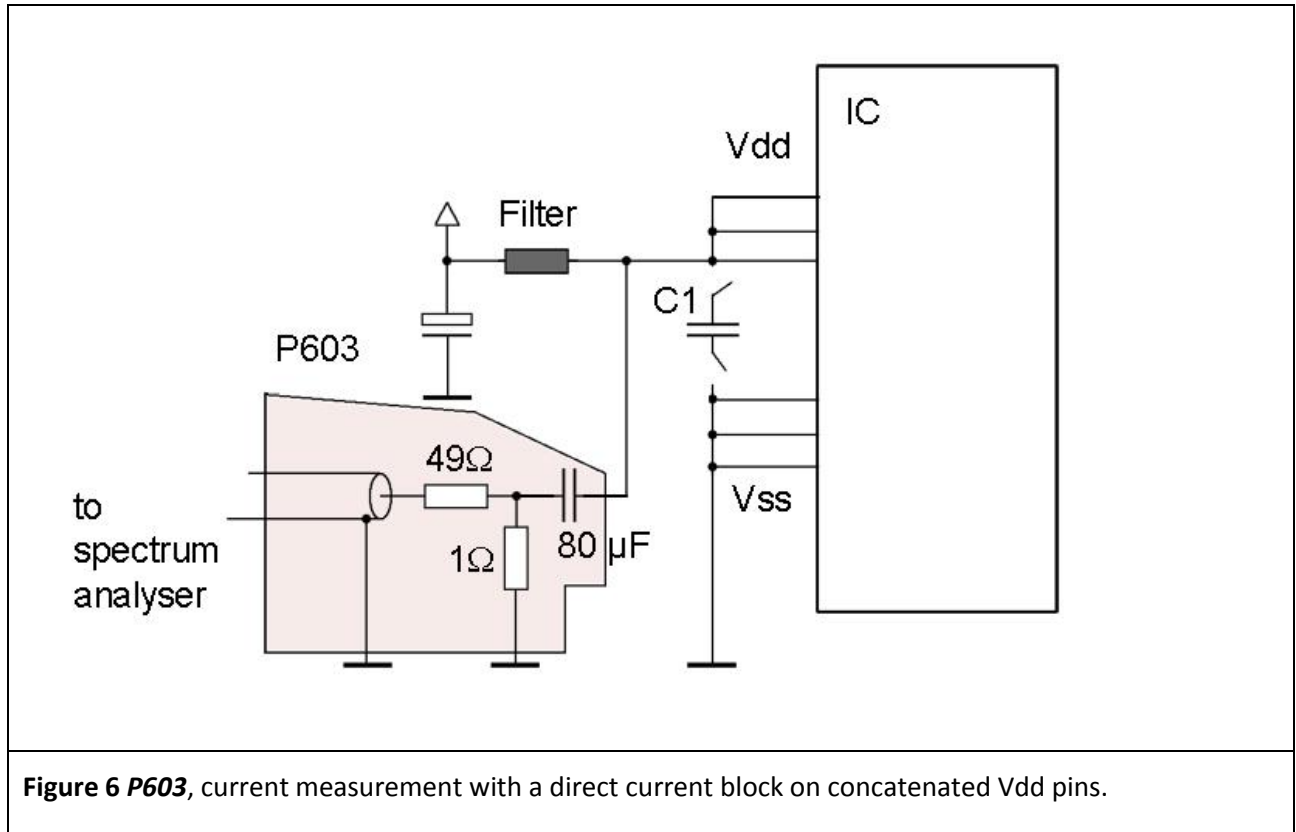 IC
Vdd
Filter
C1
P603
49Ω
to
spectrum
analyser
1Ω
80 µF
Vss
Figure 6 P603, current measurement with a direct current block on concatenated Vdd pins.